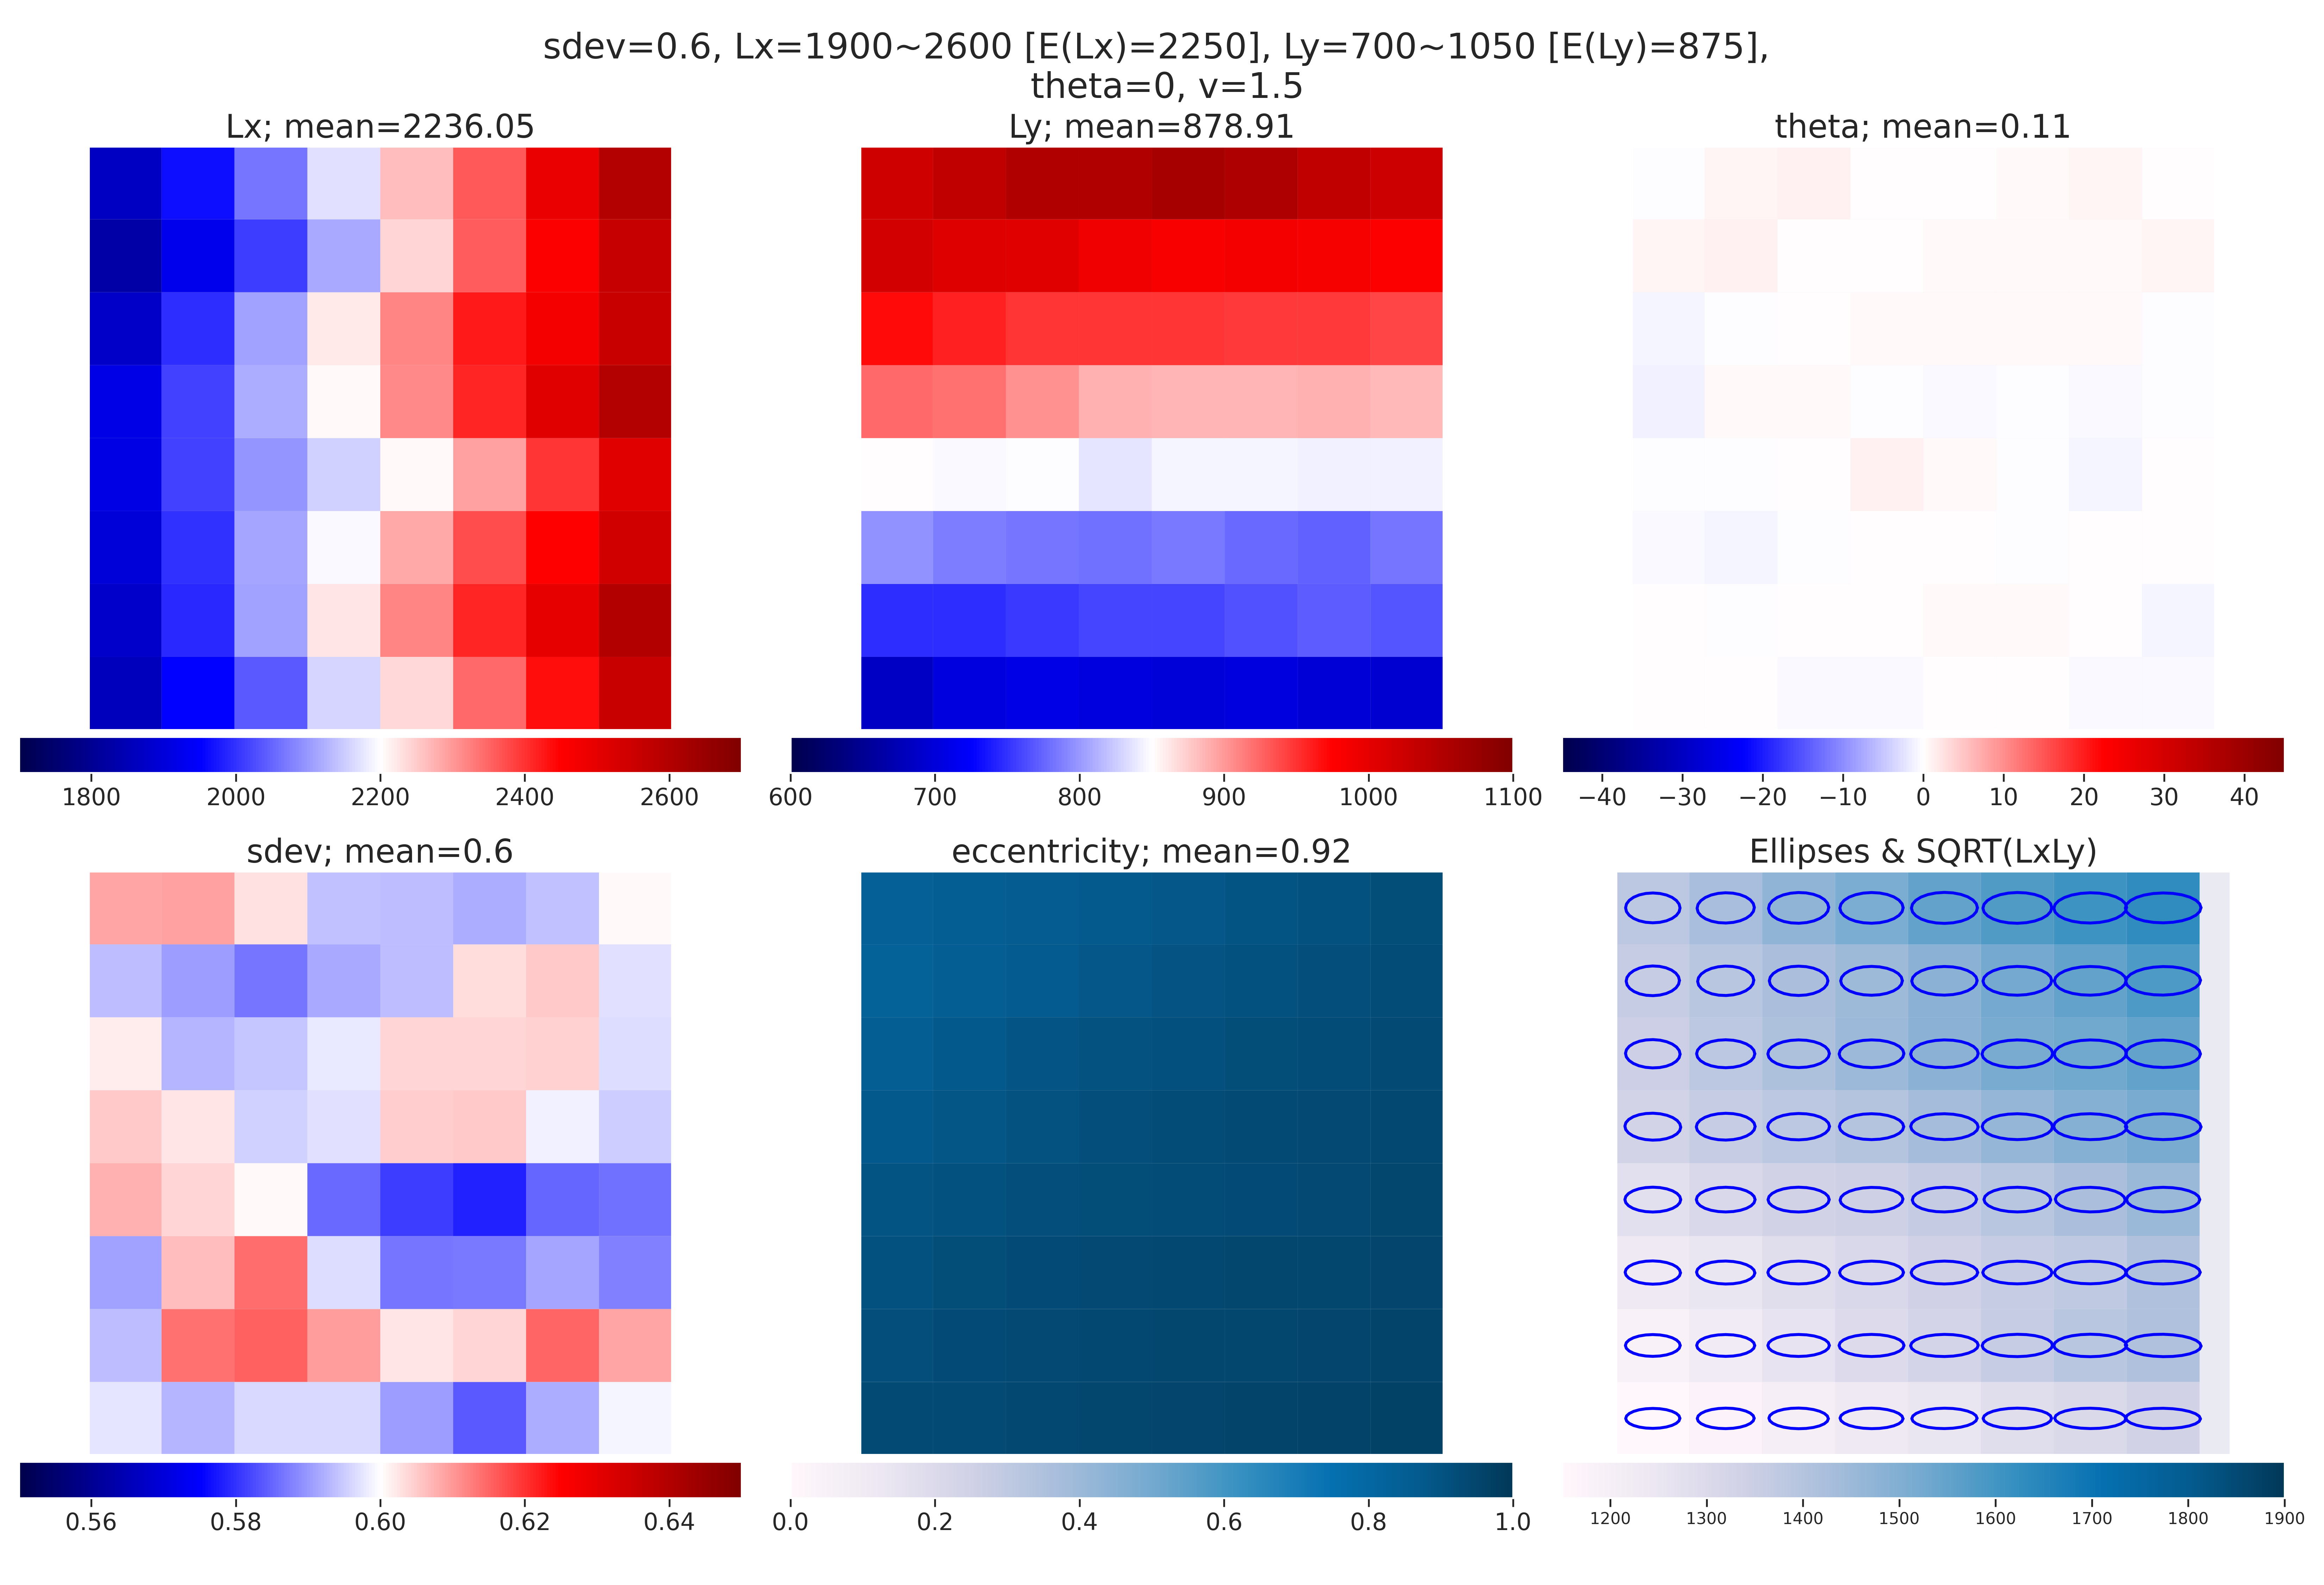 sdev=0.6, Lx=1900~2600 [E(Lx)=2250], Ly=700~1050 [E(Ly)=875],
theta=0, v=1.5
Lx; mean=2236.05
Ly; mean=878.91
theta; mean=0.11
1800 2000 2200 2400 2600
600 700 800 900 1000 1100
−40 −30 −20 −10 0 10 20 30 40
sdev; mean=0.6
eccentricity; mean=0.92
Ellipses & SQRT(LxLy)
0.56 0.58 0.60 0.62 0.64
0.0 0.2 0.4 0.6 0.8 1.0
1200 1300 1400 1500 1600 1700 1800 1900